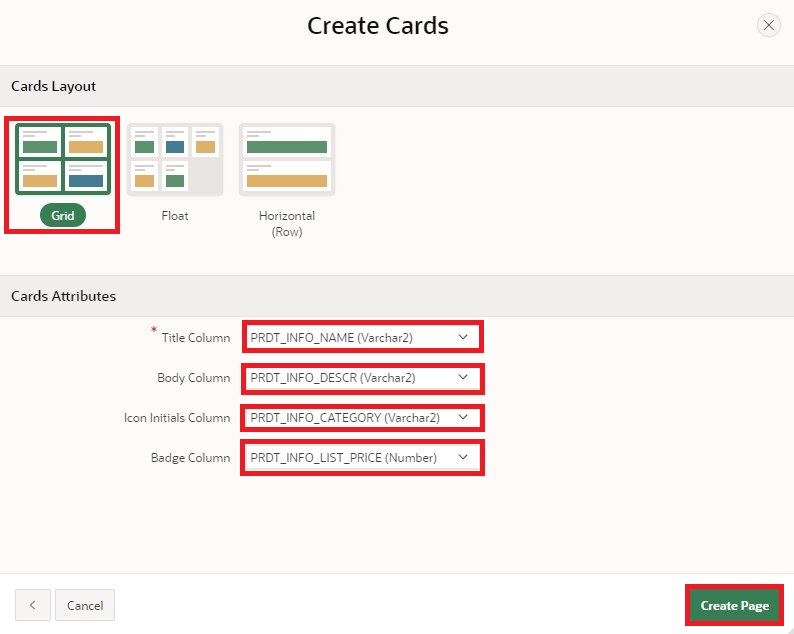 Create Cards
Cards Layout
Grid
Float
Horizontal
(Row)
Cards Attributes
* Title Column PRDT_INFO_NAME (Varchar2)
Body Column PRDT_INFO_DESCR (Varchar2)
Icon Initials Column PRDT_INFO_CATEGORY (Varchar2)
Badge Column PRDT_INFO_LIST_PRICE (Number)
Cancel
Create Page